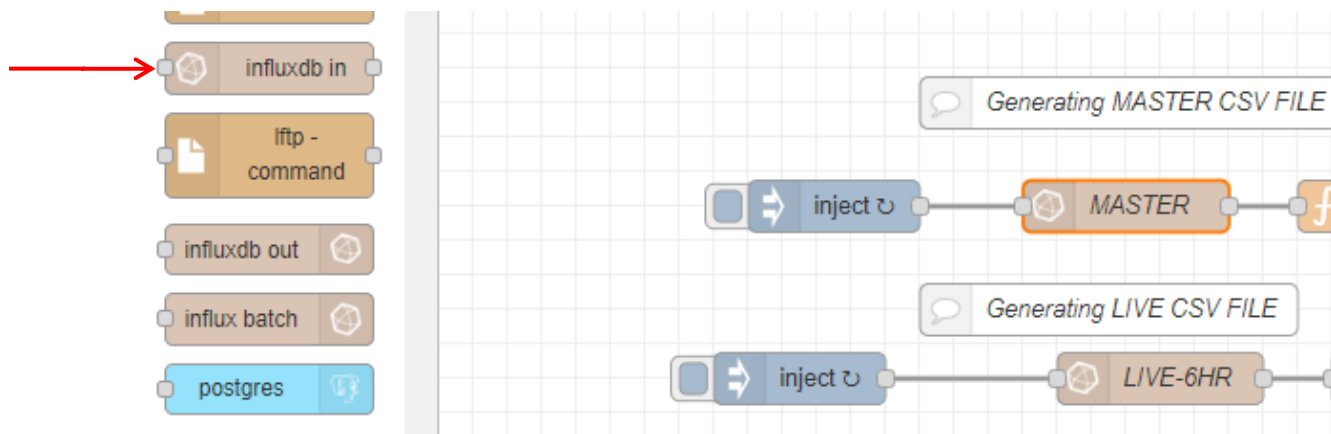 influxdb in
lftp -
command
influxdb out
influx batch
postgres
Generating MASTER CSV FILE
inject ↻
MASTER
f
Generating LIVE CSV FILE
inject ↻
LIVE-6HR